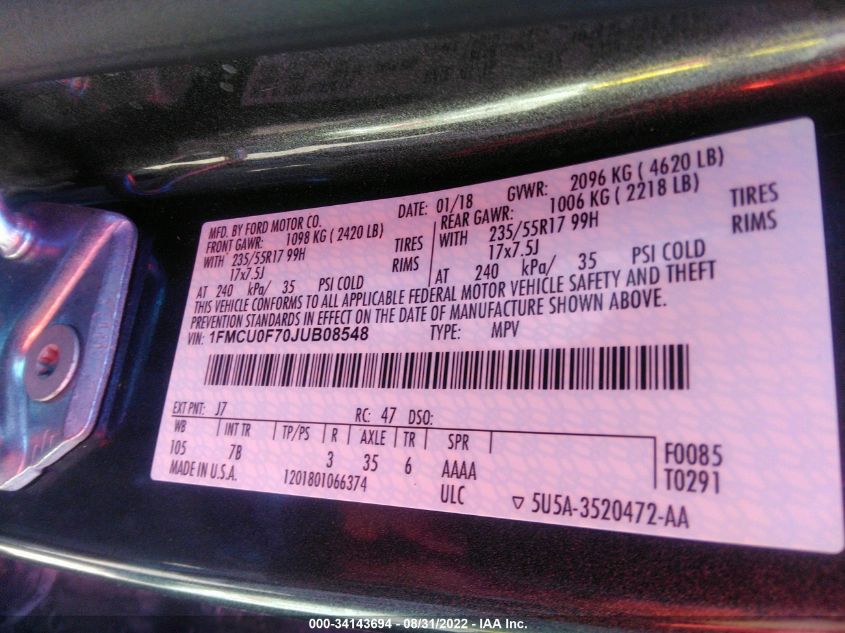 MFD. BY FORD MOTOR CO. DATE: 01/18 GVWR: 2096 KG ( 4620 LB)
FRONT GAWR: 1098 KG ( 2420 LB) REAR GAWR: 1006 KG ( 2218 LB)
WITH 235/55R17 99H TIRES WITH 235/55R17 99H TIRES
17x7.5J RIMS 17x7.5J RIMS
AT 240 kPa/ 35 PSI COLD AT 240 kPa/ 35 PSI COLD
THIS VEHICLE CONFORMS TO ALL APPLICABLE FEDERAL MOTOR VEHICLE SAFETY AND THEFT
PREVENTION STANDARDS IN EFFECT ON THE DATE OF MANUFACTURE SHOWN ABOVE.
VIN: 1FMCU0F70JUB08548 TYPE: MPV
EXT PNT: J7 RC: 47 DSO:
WB INT TR TP/PS R AXLE TR SPR F0085
105 7B 3 35 6 AAAA T0291
MADE IN U.S.A. 1201801066374 ULC ▽ 5U5A-3520472-AA
000-34143694 - 08/31/2022 - IAA Inc.